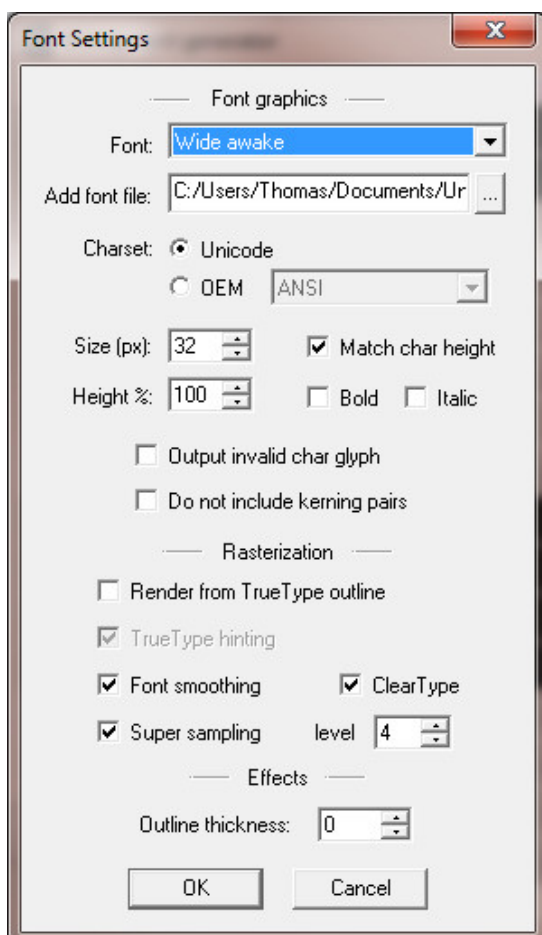 Font Settings
Font graphics
Font: Wide awake
Add font file: C:/Users/Thomas/Documents/Ur ...
Charset: Unicode
OEM ANSI
Size (px): 32 Match char height
Height %: 100 Bold Italic
Output invalid char glyph
Do not include kerning pairs
Rasterization
Render from TrueType outline
TrueType hinting
Font smoothing ClearType
Super sampling level 4
Effects
Outline thickness: 0
OK Cancel